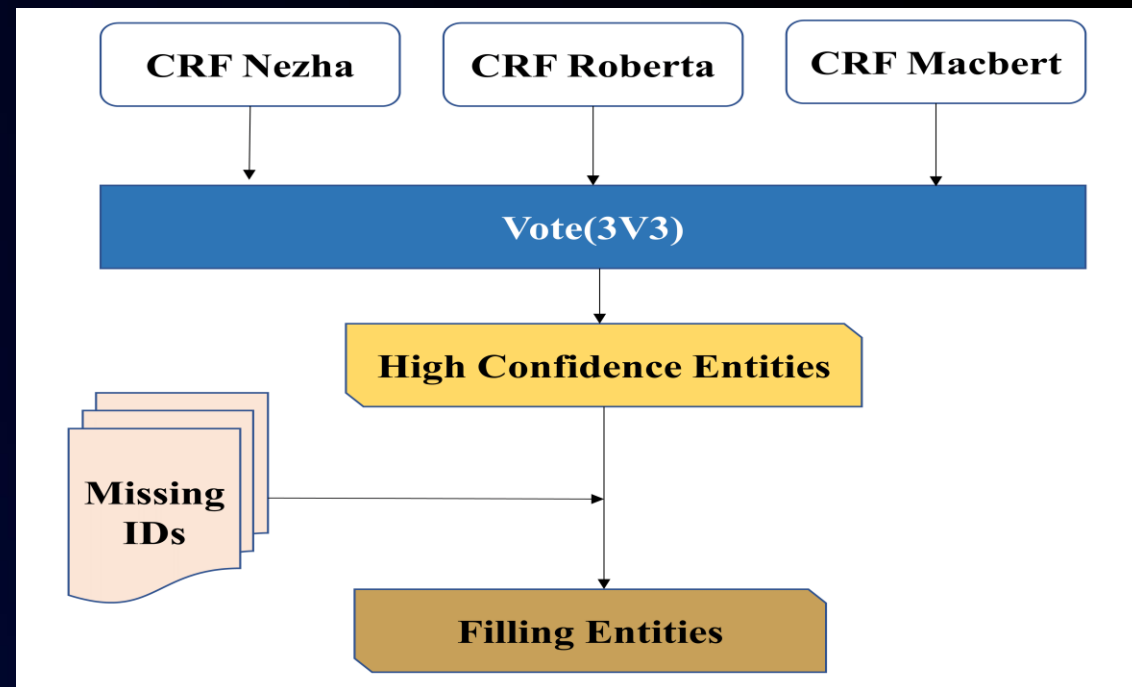 CRF Nezha
CRF Roberta
CRF Macbert
Vote(3V3)
High Confidence Entities
Missing
IDs
Filling Entities